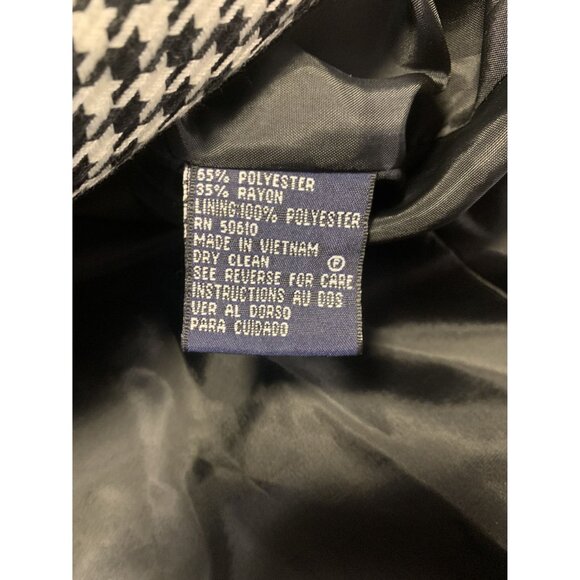 65% POLYESTER
35% RAYON
LINING:100% POLYESTER
RN 50610
MADE IN VIETNAM
DRY CLEAN Ⓕ
SEE REVERSE FOR CARE
INSTRUCTIONS AU DOS
VER AL DORSO
PARA CUIDADO